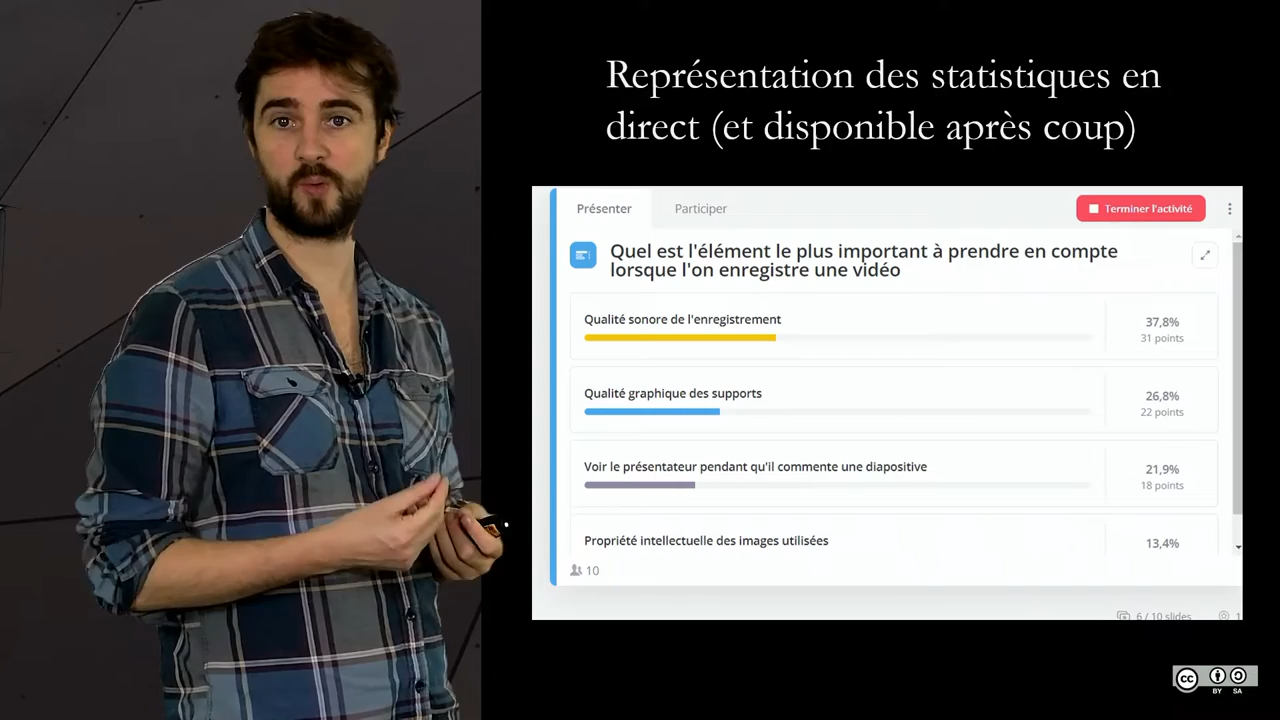 Représentation des statistiques en
direct (et disponible après coup)
Présenter
Participer
Terminer l'activité
Quel est l'élément le plus important à prendre en compte
lorsque l'on enregistre une vidéo
Qualité sonore de l'enregistrement
37,8%
31 points
Qualité graphique des supports
26,8%
22 points
Voir le présentateur pendant qu'il commente une diapositive
21,9%
18 points
Propriété intellectuelle des images utilisées
13,4%
10
6 / 10 slides
1
cc
BY SA